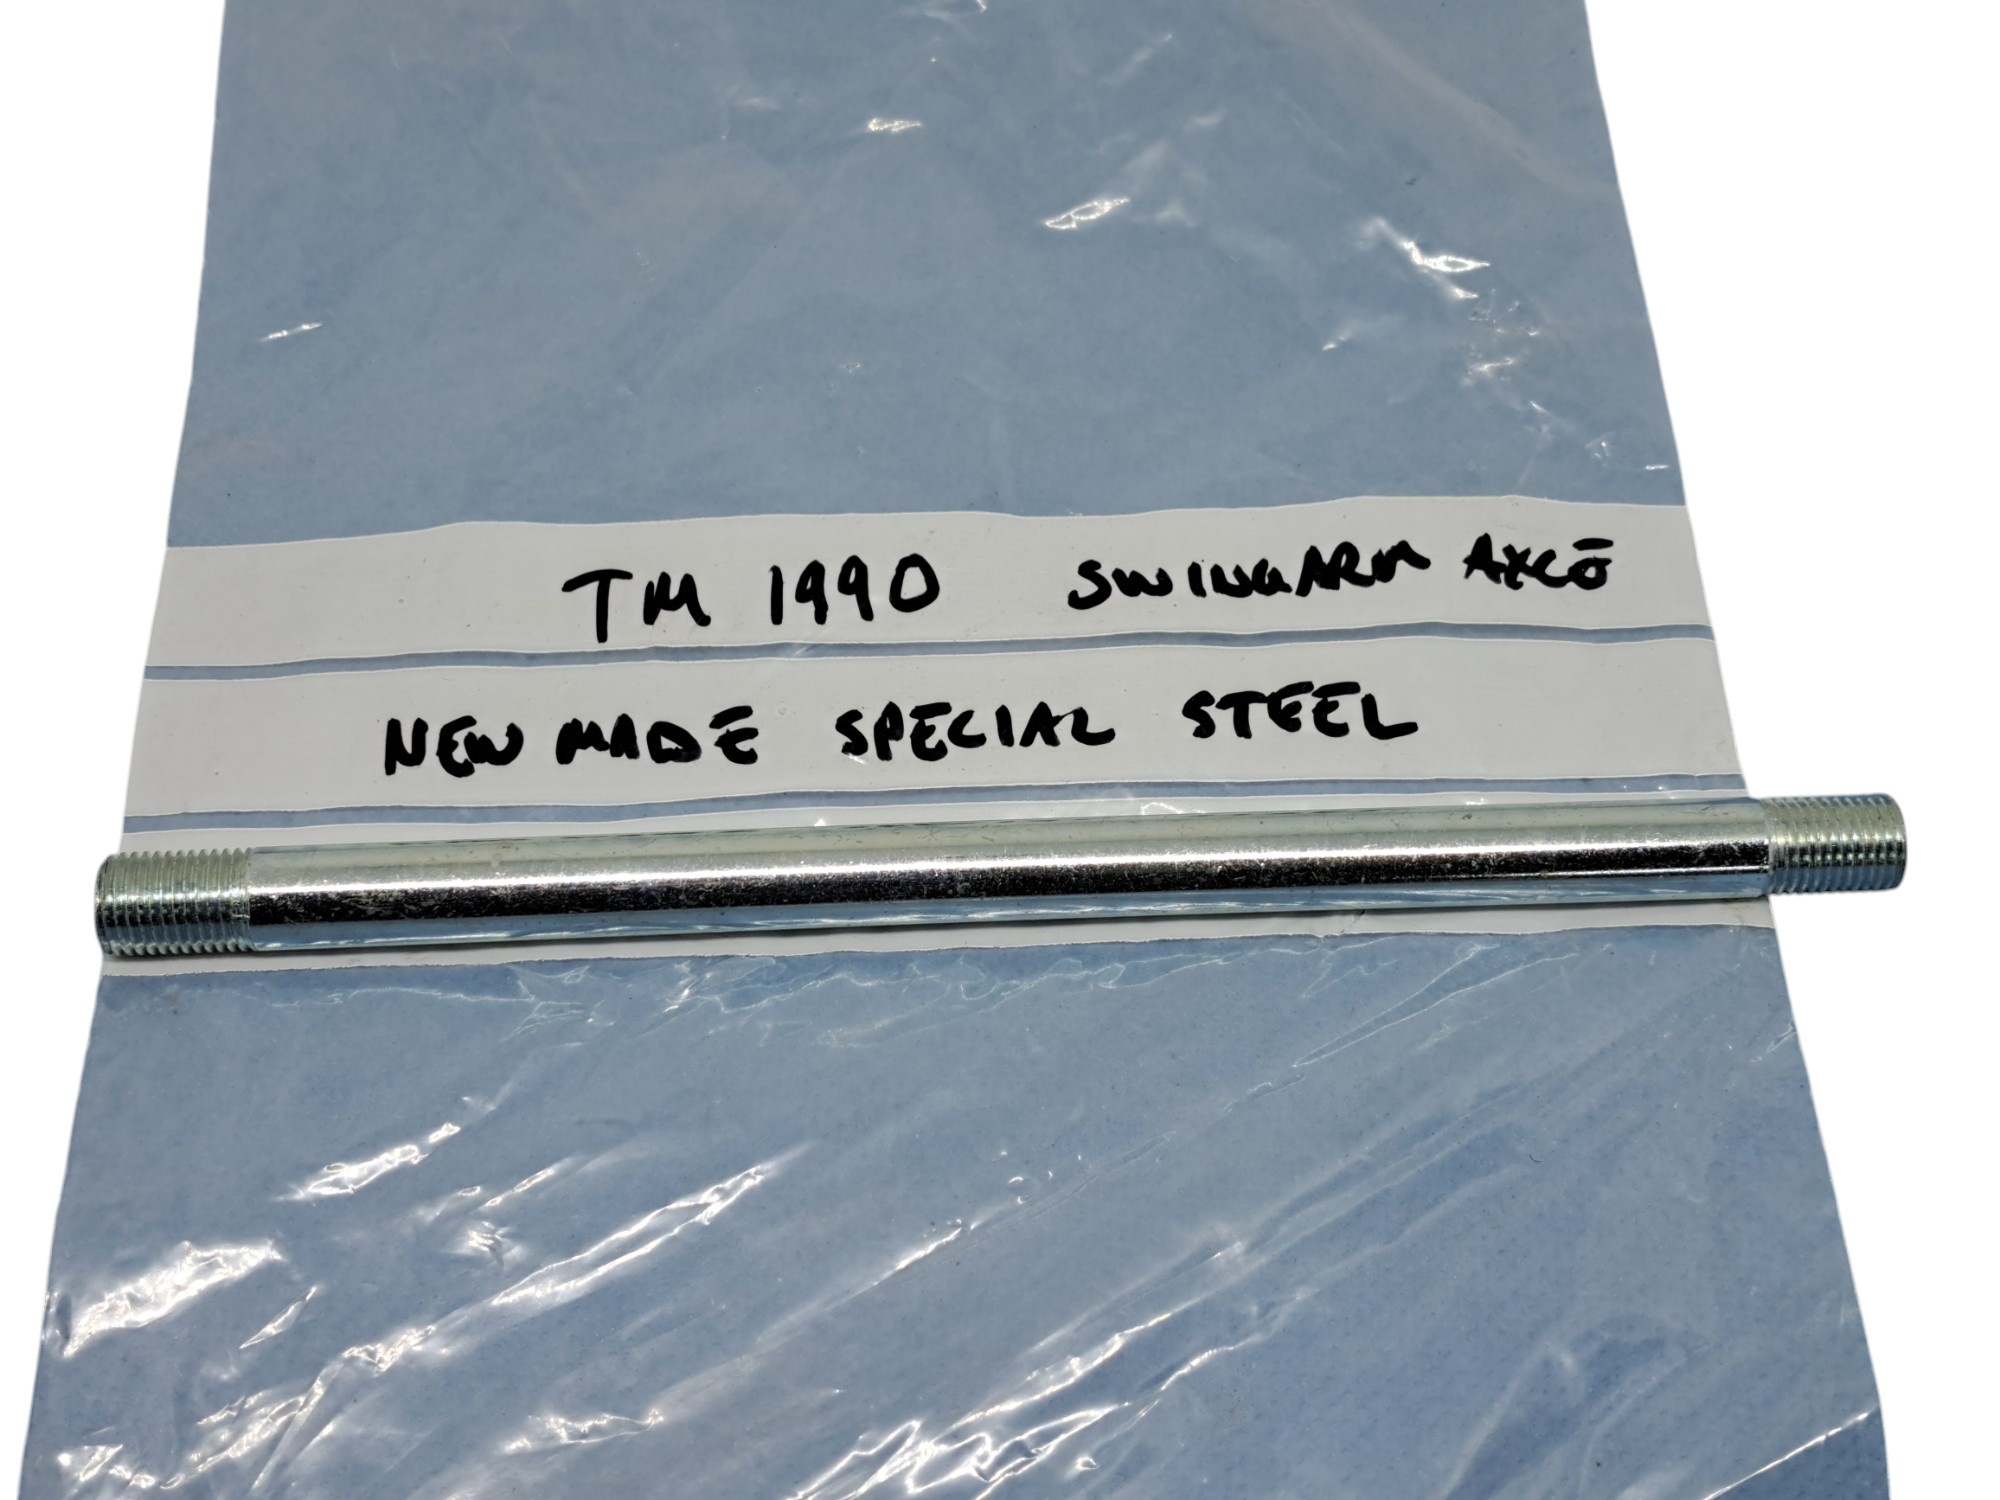 TM 1990 SWINGARM AXLE
NEW MADE SPECIAL STEEL